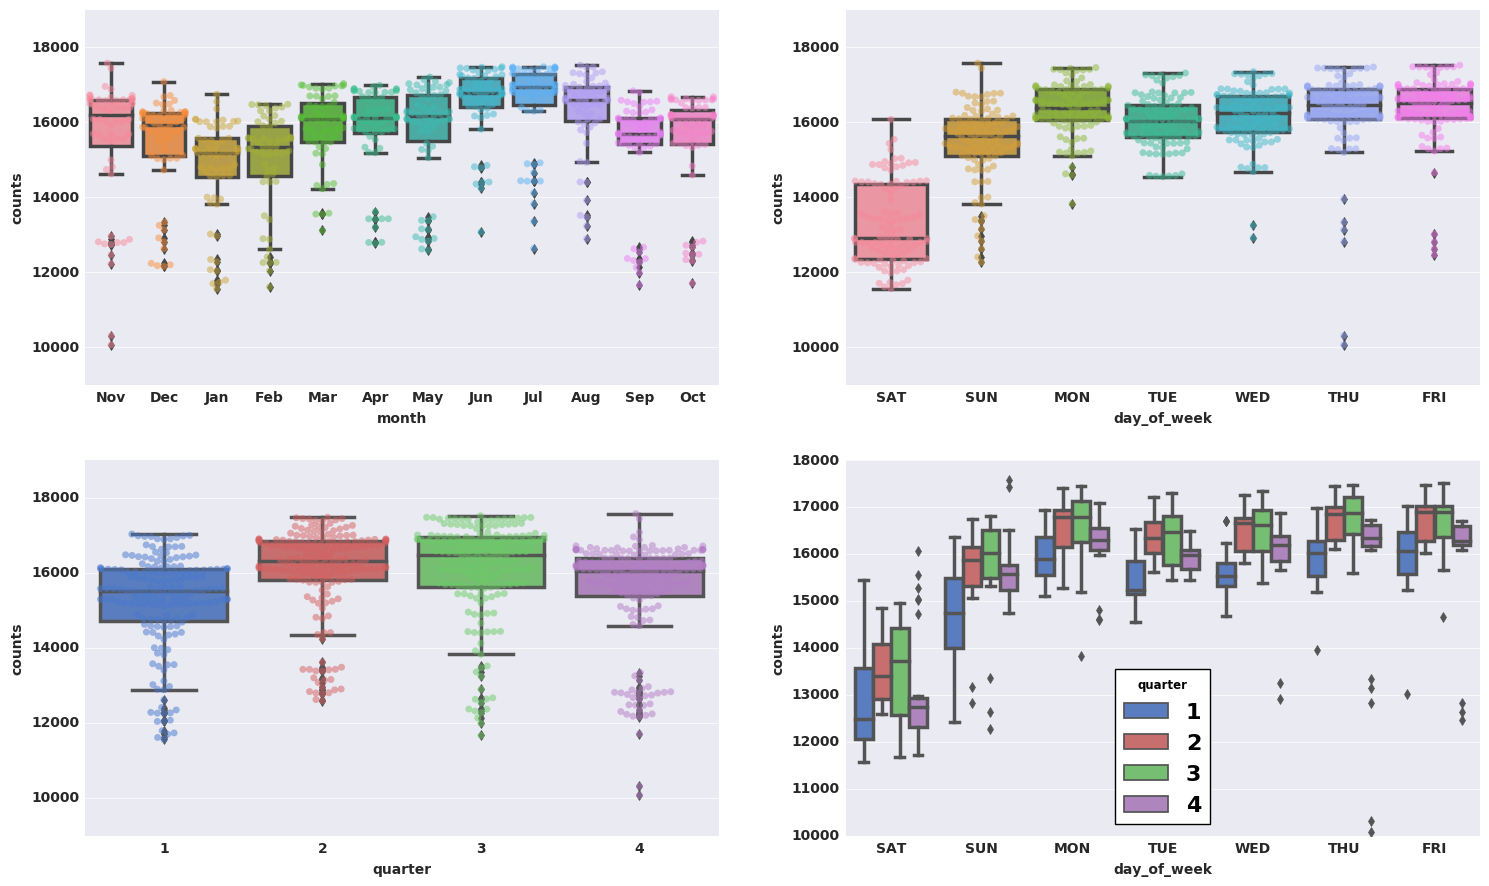 18000
16000
14000
12000
10000
counts
Nov Dec Jan Feb Mar Apr May Jun Jul Aug Sep Oct
month
18000
16000
14000
12000
10000
counts
SAT SUN MON TUE WED THU FRI
day_of_week
18000
16000
14000
12000
10000
counts
1 2 3 4
quarter
18000
17000
16000
15000
14000
13000
12000
11000
10000
counts
quarter
1
2
3
4
SAT SUN MON TUE WED THU FRI
day_of_week